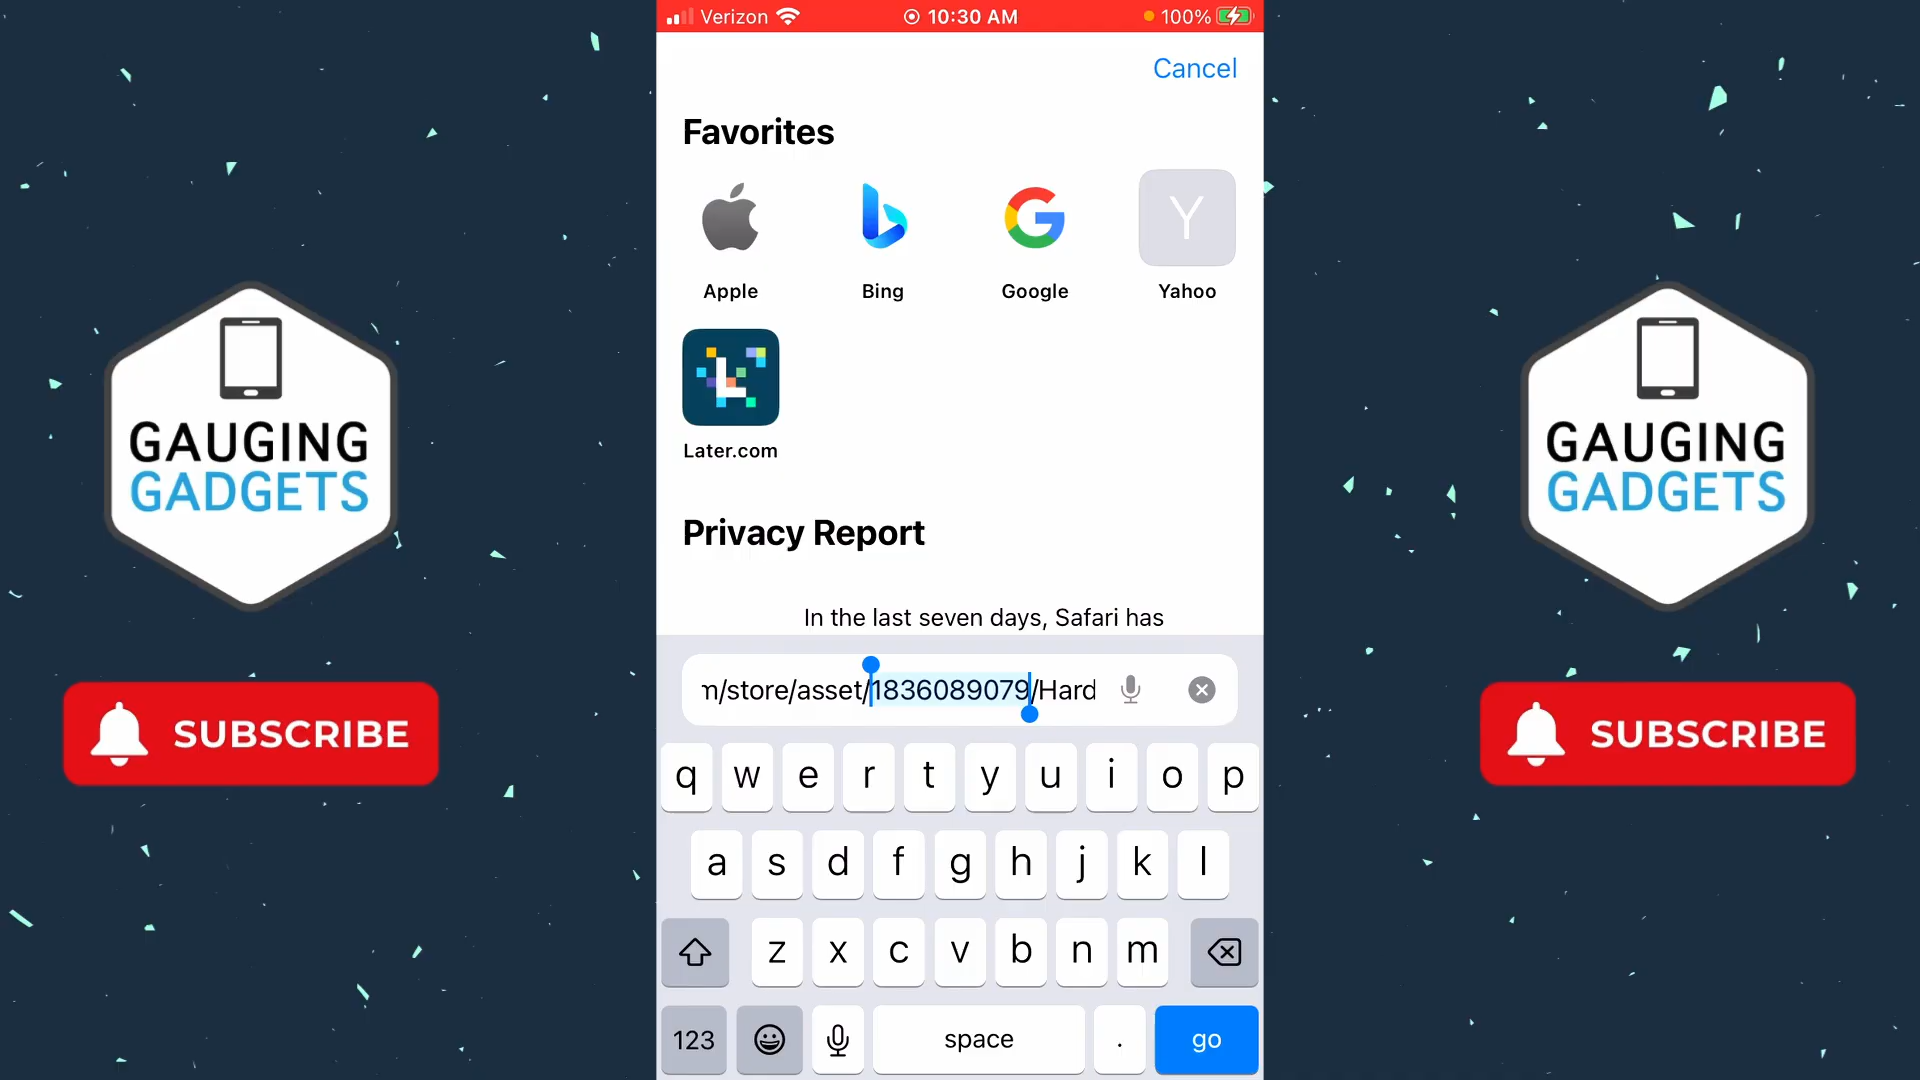 Verizon 10:30 AM 100%
Cancel
Favorites
Y
Apple Bing Google Yahoo
Later.com
Privacy Report
In the last seven days, Safari has
m/store/asset/1836089079/Hard
q w e r t y u i o p
a s d f g h j k l
z x c v b n m
123 space . go
GAUGING
GADGETS
SUBSCRIBE
GAUGING
GADGETS
SUBSCRIBE